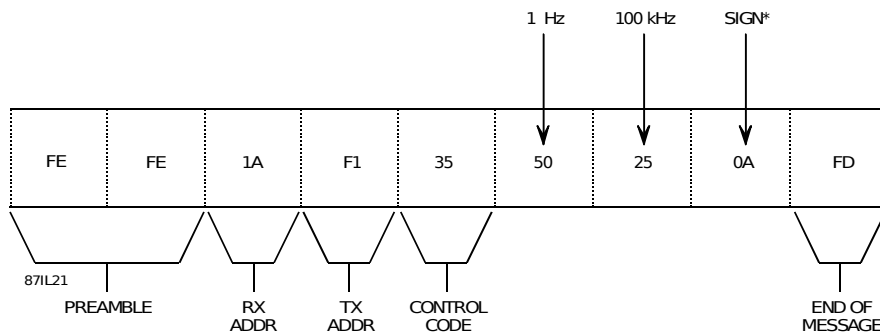 1 Hz 100 kHz SIGN*
FE FE 1A F1 35 50 25 0A FD
87IL21
PREAMBLE RX ADDR TX ADDR CONTROL CODE END OF MESSAGE